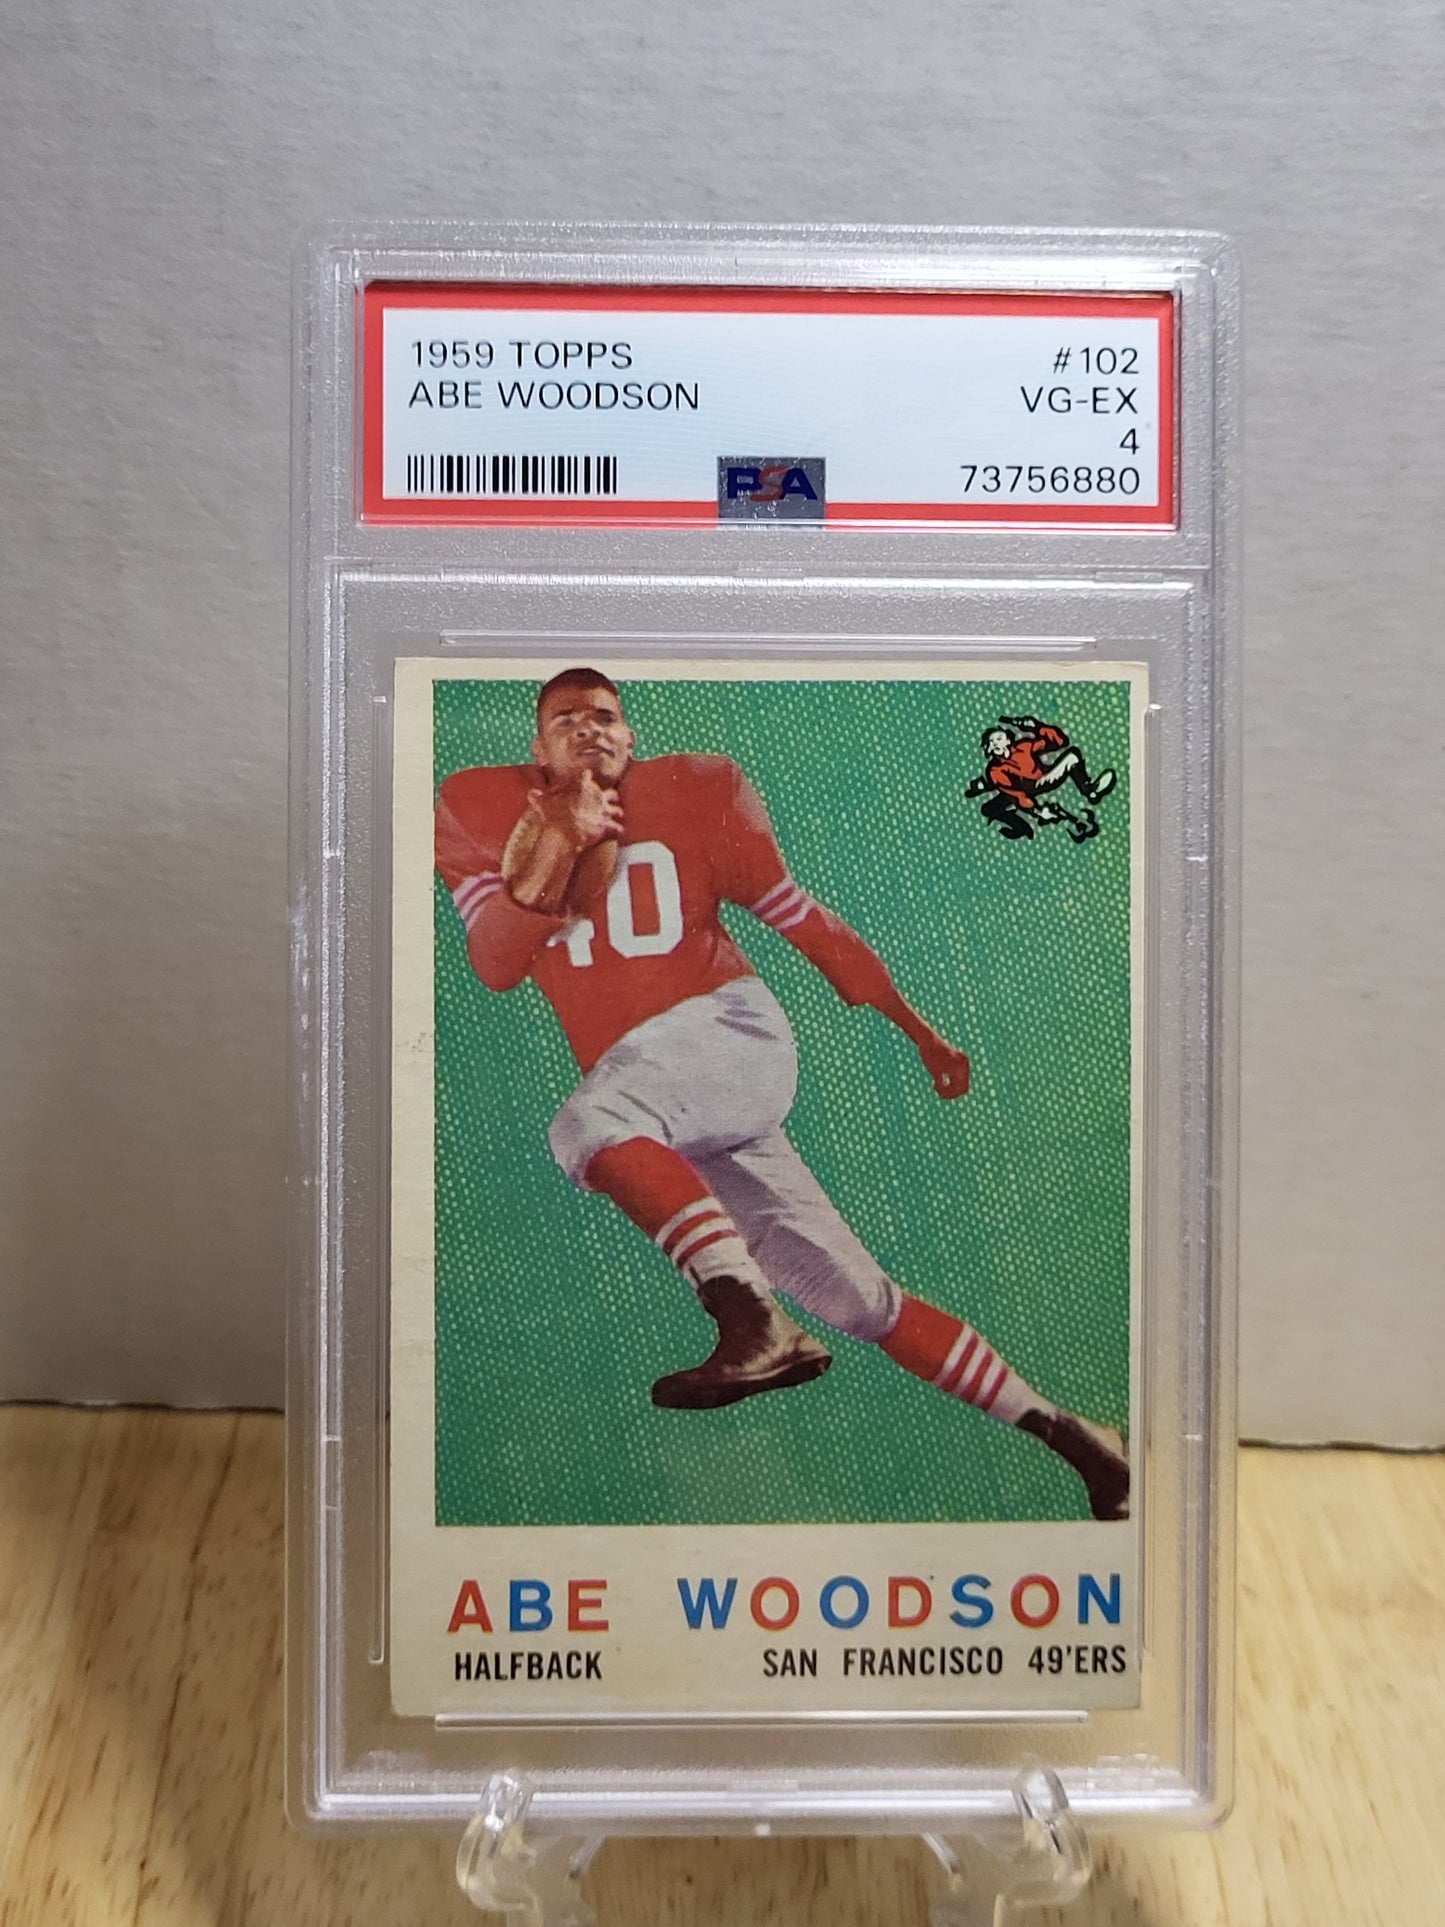 1959 TOPPS #102
ABE WOODSON VG-EX
4
PSA 73756880
40
ABE WOODSON
HALFBACK SAN FRANCISCO 49'ERS